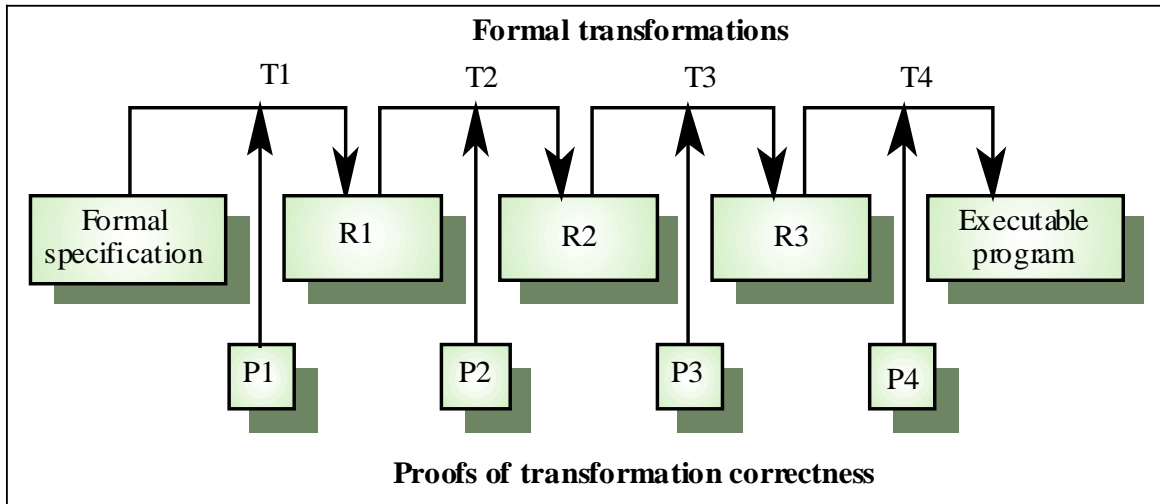 Formal transformations
T1
T2
T3
T4
Formal
specification
R1
R2
R3
Executable
program
P1
P2
P3
P4
Proofs of transformation correctness